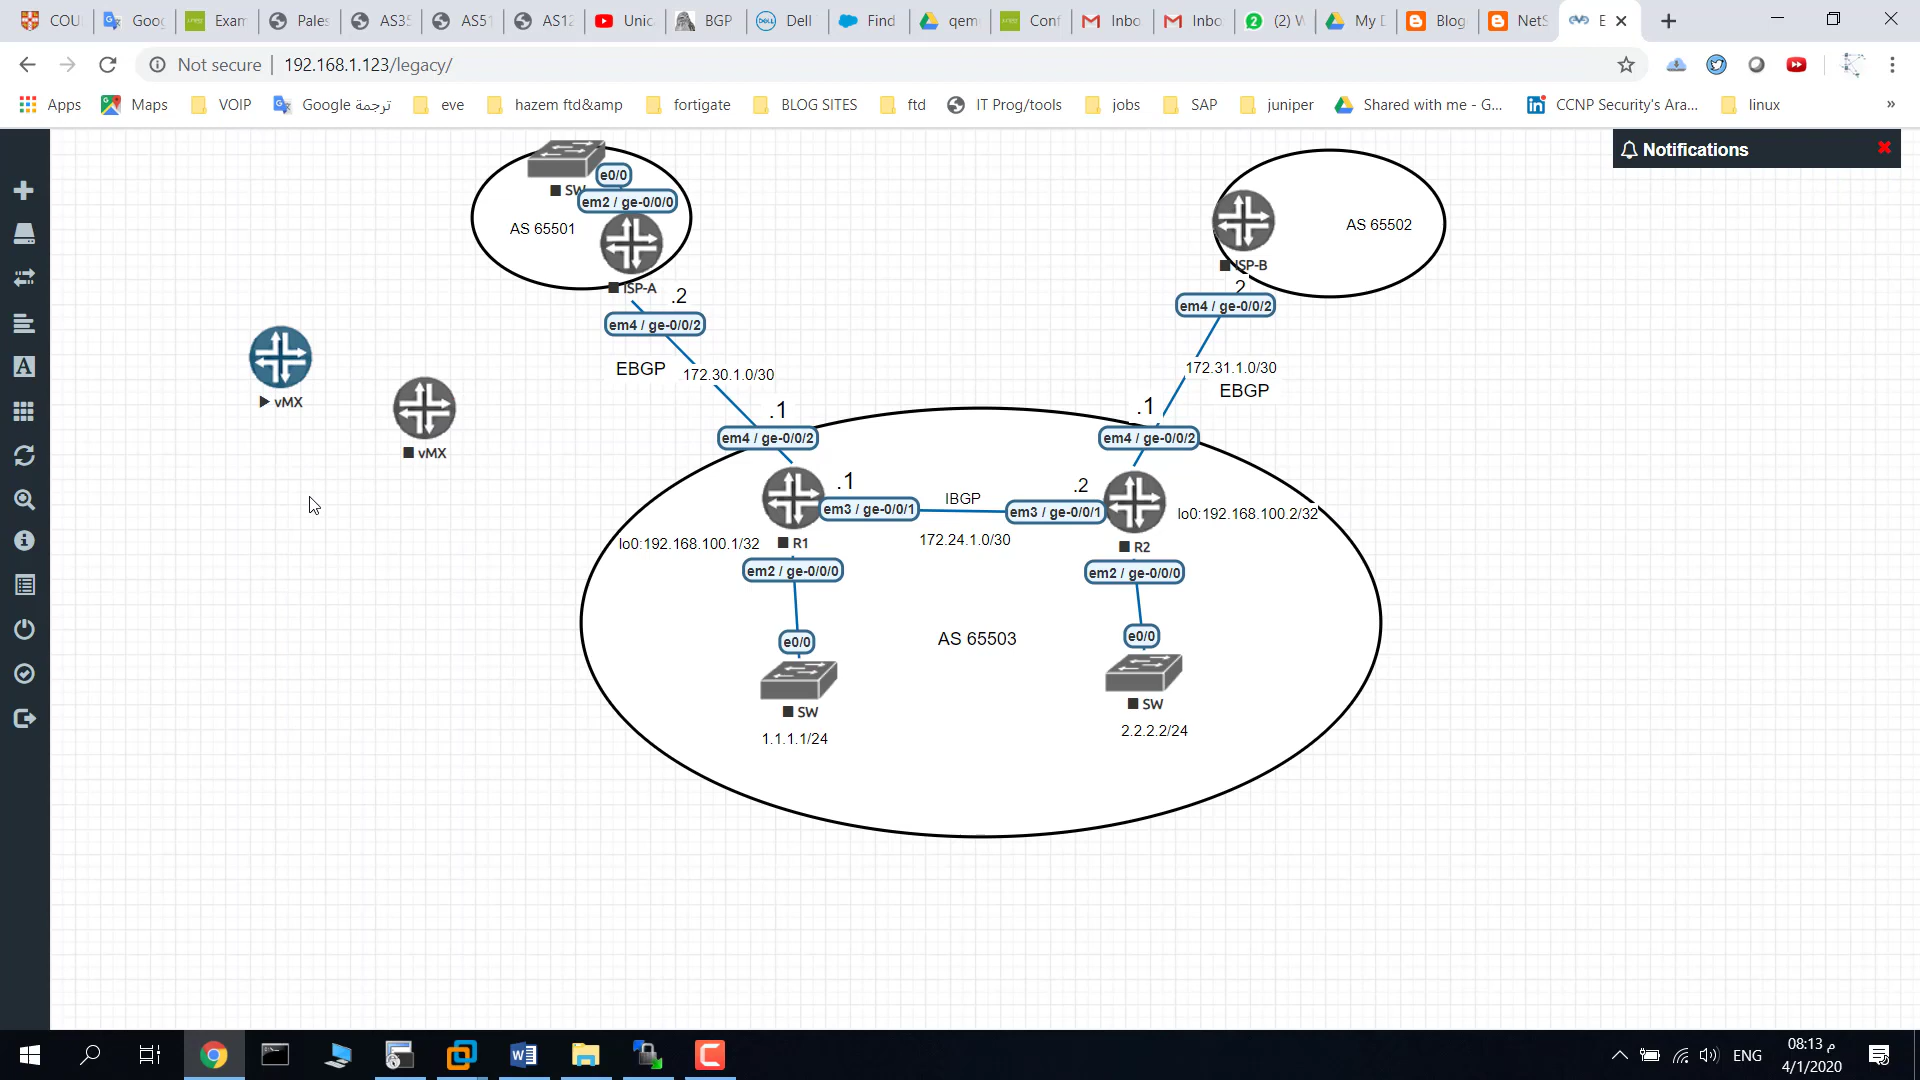 COU
Goog
Exam
Pales
AS35
AS51
AS12
Unic
BGP
Dell
Find
qem
Conf
Inbo
Inbo
(2) W
My D
Blog
NetS
E
Not secure
192.168.1.123/legacy/
Apps
Maps
VOIP
Google ترجمة
eve
hazem ftd&amp
fortigate
BLOG SITES
ftd
IT Prog/tools
jobs
SAP
juniper
Shared with me - G...
CCNP Security's Ara...
linux
»
Notifications
SW
e0/0
em2 / ge-0/0/0
AS 65501
ISP-A
.2
em4 / ge-0/0/2
EBGP
172.30.1.0/30
.1
em4 / ge-0/0/2
AS 65502
ISP-B
2
em4 / ge-0/0/2
172.31.1.0/30
EBGP
.1
em4 / ge-0/0/2
vMX
vMX
.1
em3 / ge-0/0/1
IBGP
.2
em3 / ge-0/0/1
172.24.1.0/30
lo0:192.168.100.1/32
R1
lo0:192.168.100.2/32
R2
em2 / ge-0/0/0
em2 / ge-0/0/0
e0/0
e0/0
AS 65503
SW
SW
1.1.1.1/24
2.2.2.2/24
ENG
08:13 م
4/1/2020